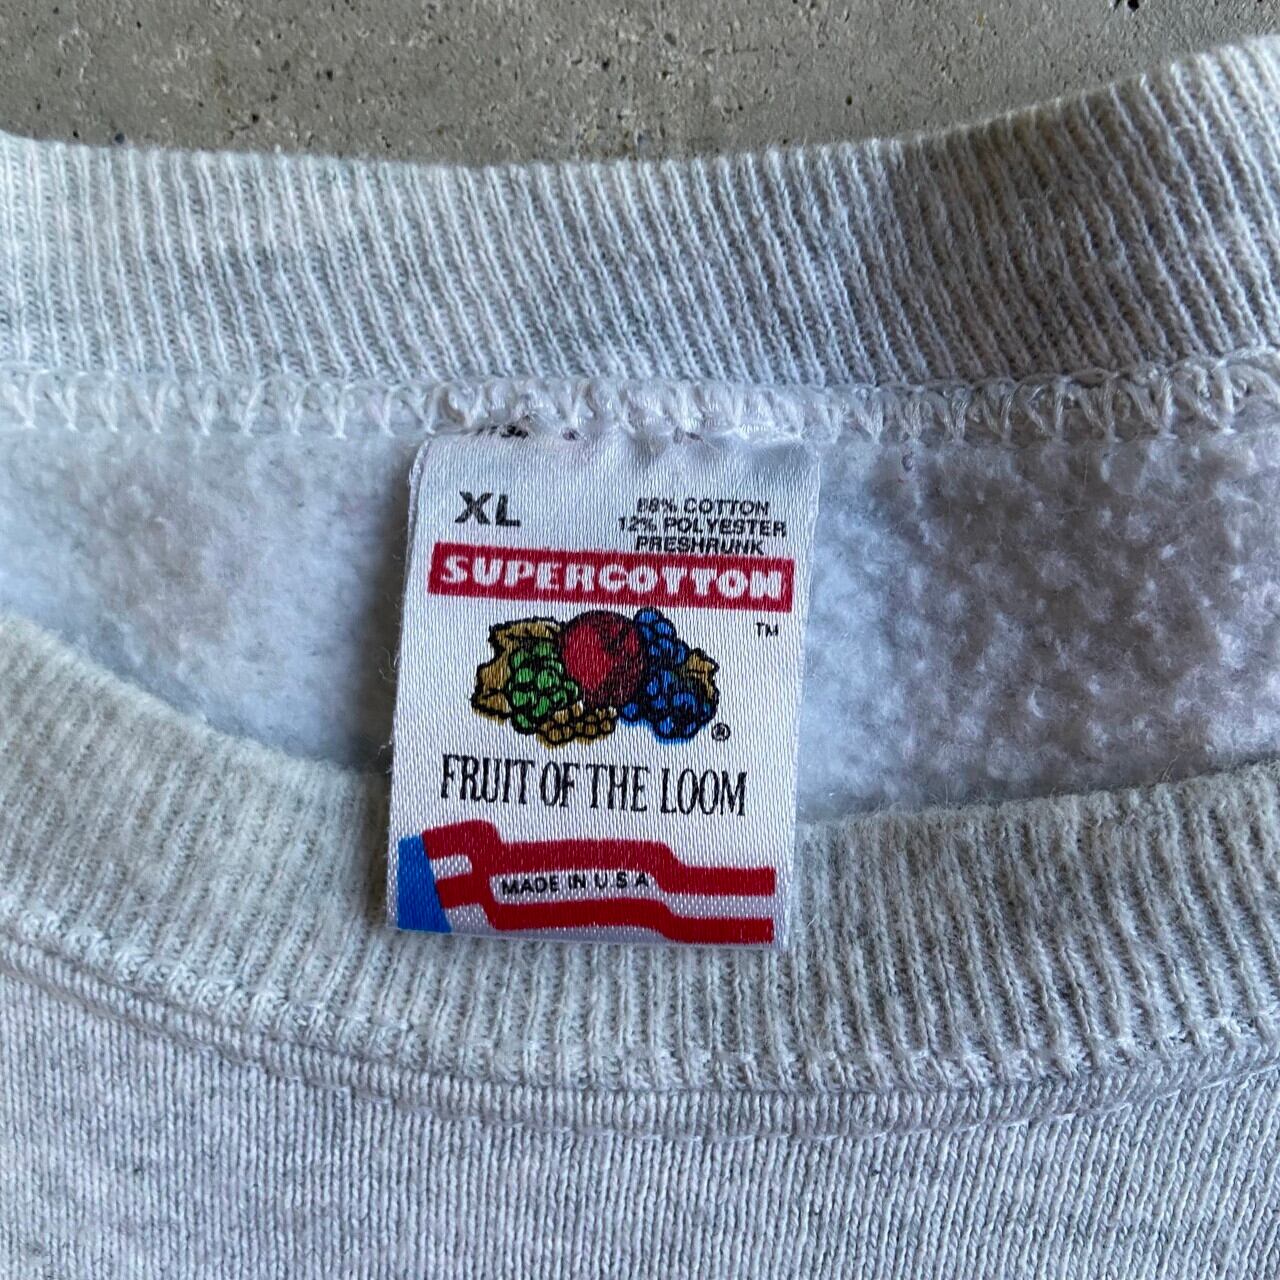 XL
88% COTTON
12% POLYESTER
PRESHRUNK
SUPERCOTTON
TM
®
FRUIT OF THE LOOM
MADE IN U.S.A